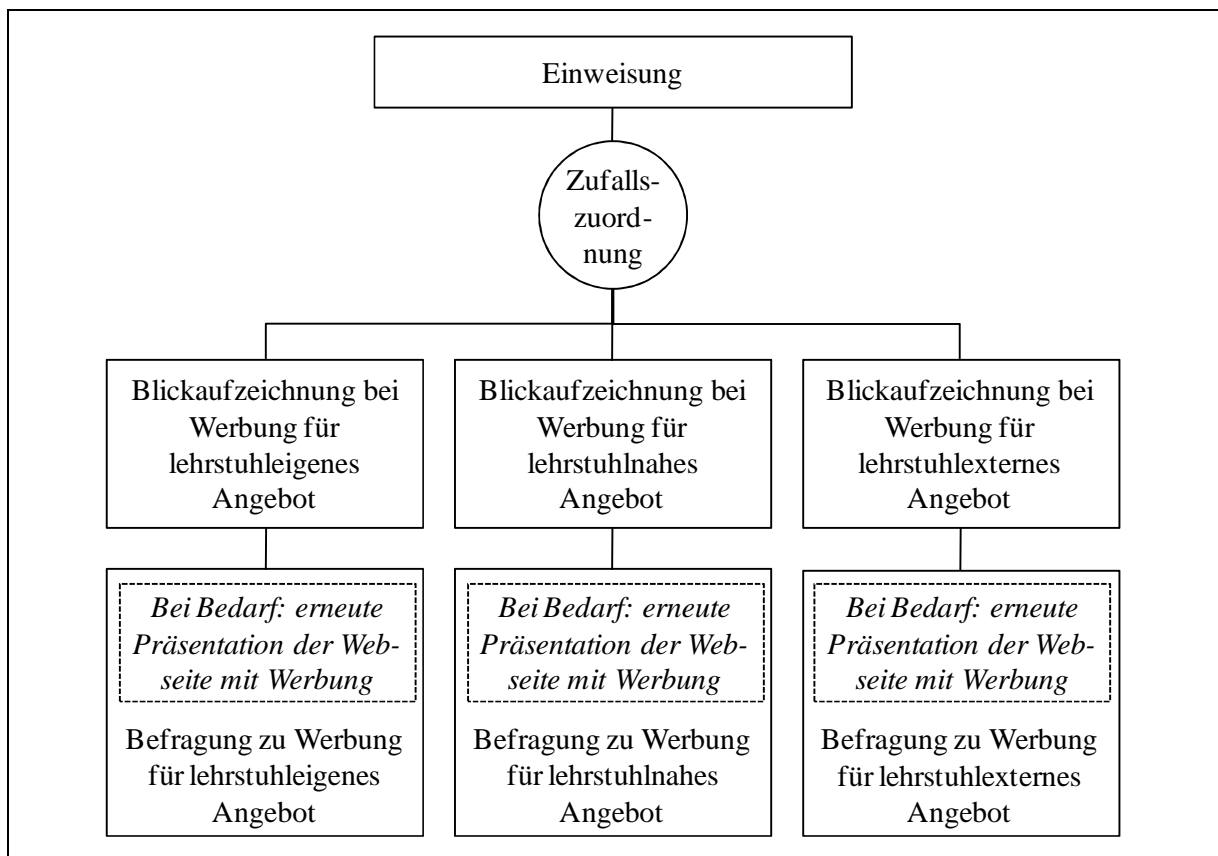 Einweisung
Zufalls-
zuord-
nung
Blickaufzeichnung bei
Werbung für
lehrstuhleigenes
Angebot
Blickaufzeichnung bei
Werbung für
lehrstuhlnahes
Angebot
Blickaufzeichnung bei
Werbung für
lehrstuhlexternes
Angebot
Bei Bedarf: erneute
Präsentation der Web-
seite mit Werbung
Befragung zu Werbung
für lehrstuhleigenes
Angebot
Bei Bedarf: erneute
Präsentation der Web-
seite mit Werbung
Befragung zu Werbung
für lehrstuhlnahes
Angebot
Bei Bedarf: erneute
Präsentation der Web-
seite mit Werbung
Befragung zu Werbung
für lehrstuhlexternes
Angebot